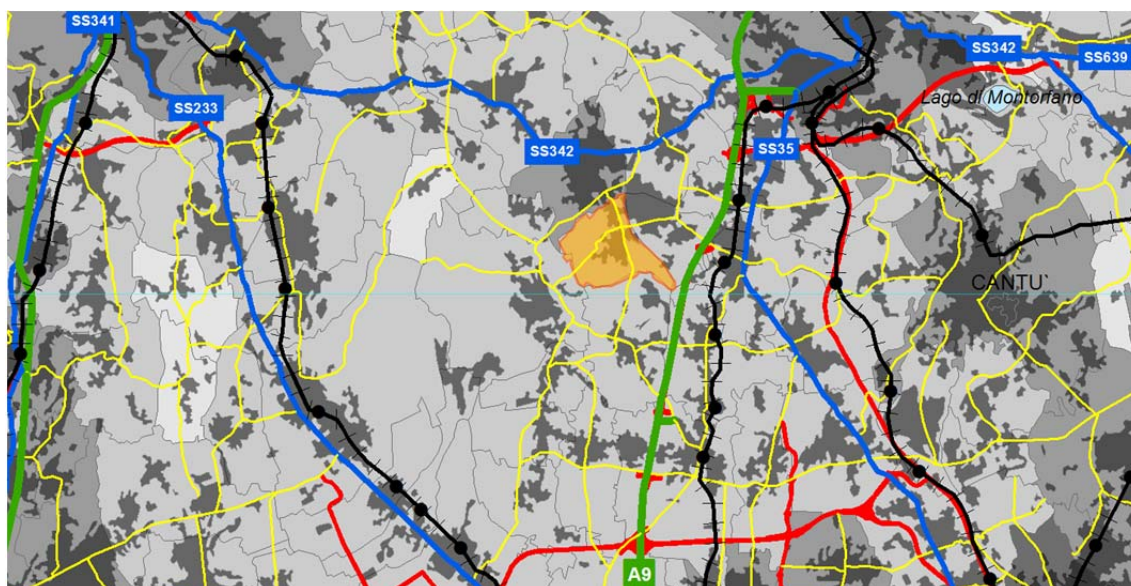 SS341
SS342
SS639
SS233
Lago di Montorfano
SS342
SS35
CANTU`
A9